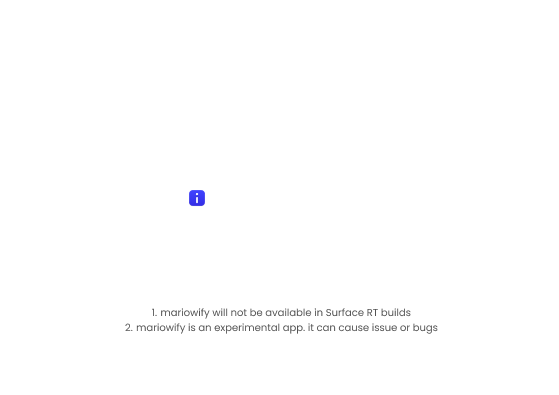 1. mariowify will not be available in Surface RT builds
2. mariowify is an experimental app. it can cause issue or bugs